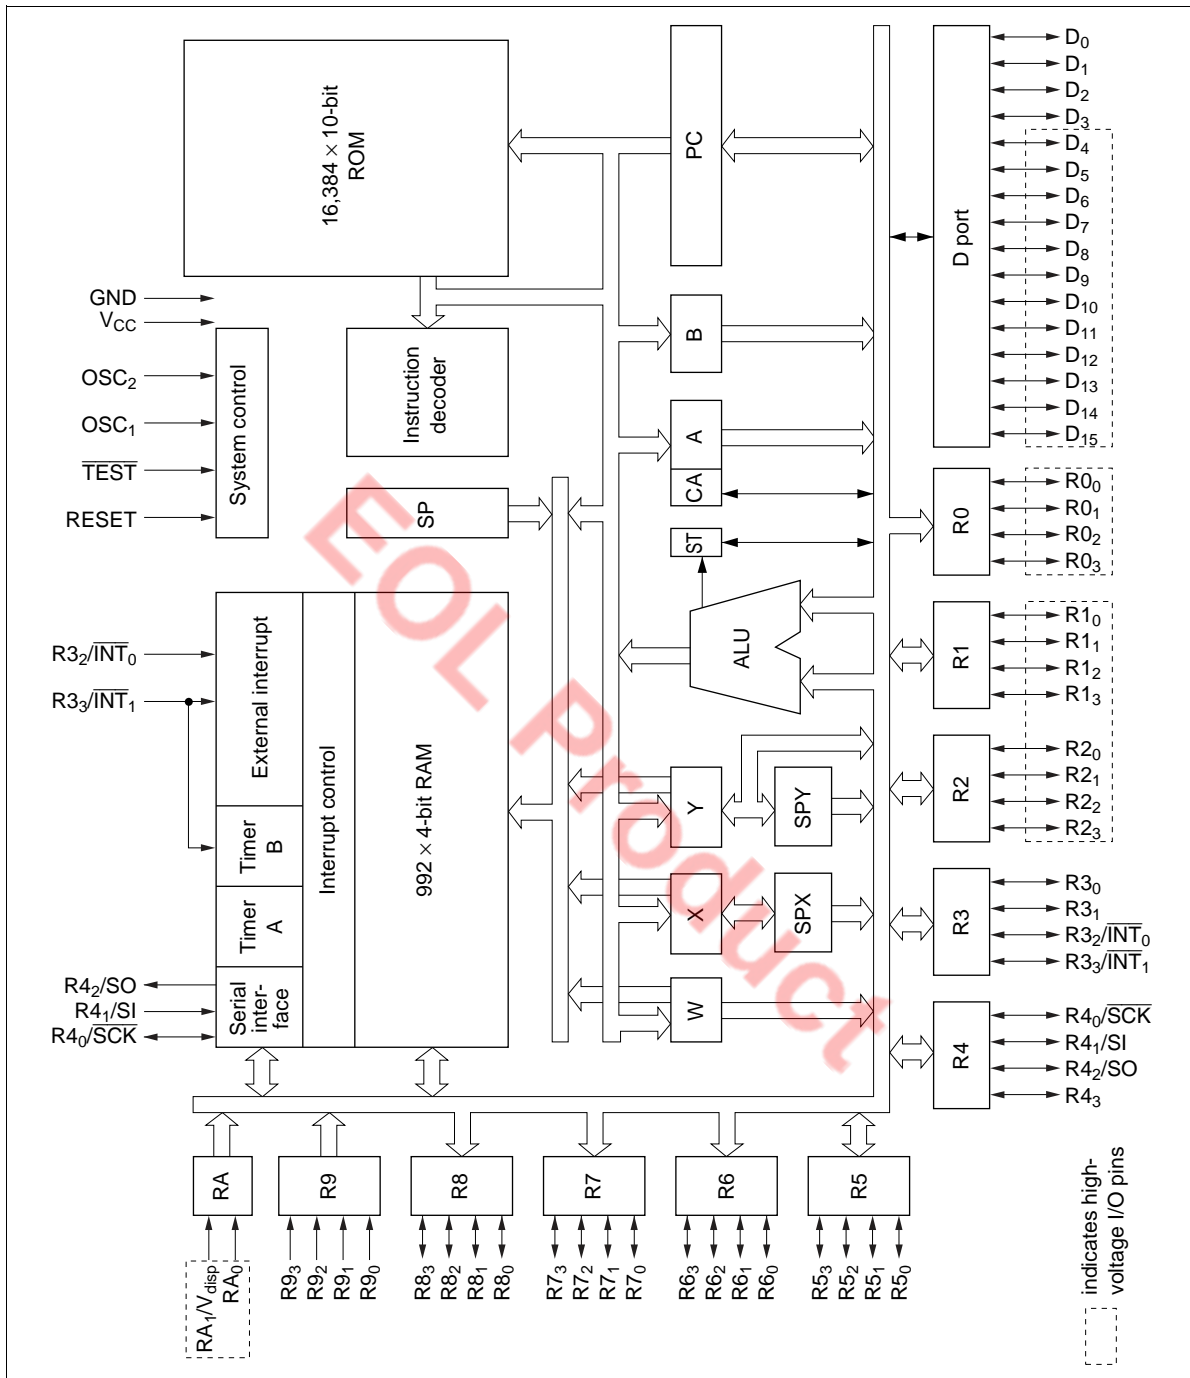 16,384 × 10-bit
ROM
PC
D port
D0
D1
D2
D3
D4
D5
D6
D7
D8
D9
D10
D11
D12
D13
D14
D15
GND
VCC
OSC2
OSC1
TEST
RESET
System control
Instruction
decoder
SP
B
A
CA
ST
ALU
R0
R00
R01
R02
R03
R1
R10
R11
R12
R13
R2
R20
R21
R22
R23
R3
R30
R31
R32/INT0
R33/INT1
R4
R40/SCK
R41/SI
R42/SO
R43
R32/INT0
R33/INT1
External interrupt
Timer
B
Timer
A
Serial
inter-
face
Interrupt control
992 × 4-bit RAM
R42/SO
R41/SI
R40/SCK
Y
SPY
X
SPX
W
RA
R9
R8
R7
R6
R5
RA1/Vdisp
RA0
R93
R92
R91
R90
R83
R82
R81
R80
R73
R72
R71
R70
R63
R62
R61
R60
R53
R52
R51
R50
indicates high-
voltage I/O pins
EOL Product